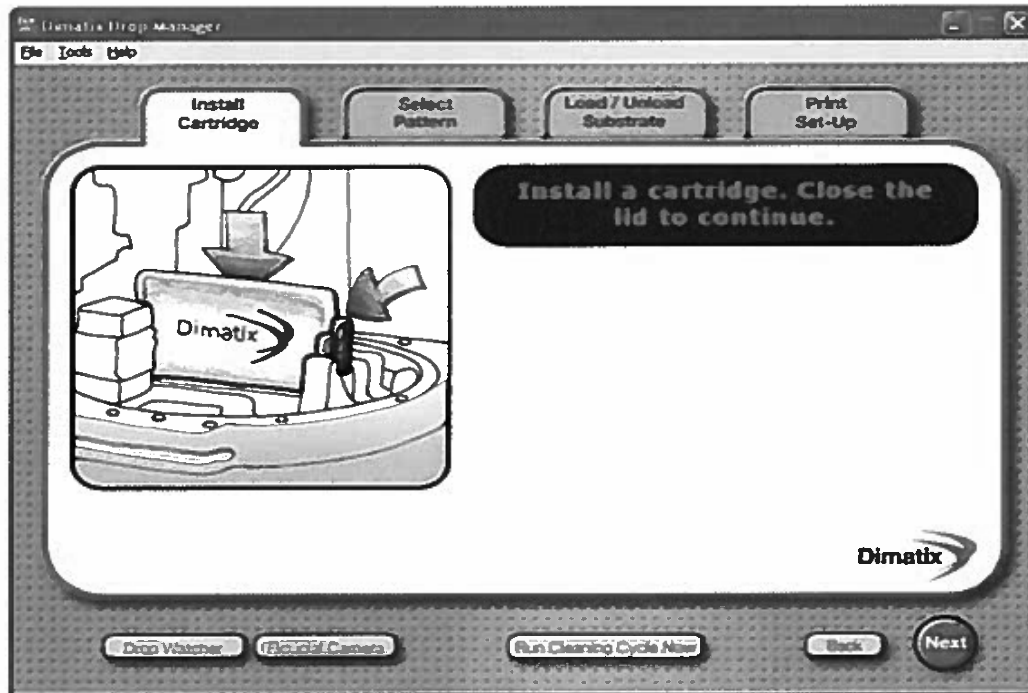 Dimatix Drop Manager
File Tools Help
Install
Cartridge
Select
Pattern
Load / Unload
Substrate
Print
Set-Up
Install a cartridge. Close the
lid to continue.
Dimatix
Dimatix
Drop Watcher
Fiducial Camera
Run Cleaning Cycle Now
Back
Next